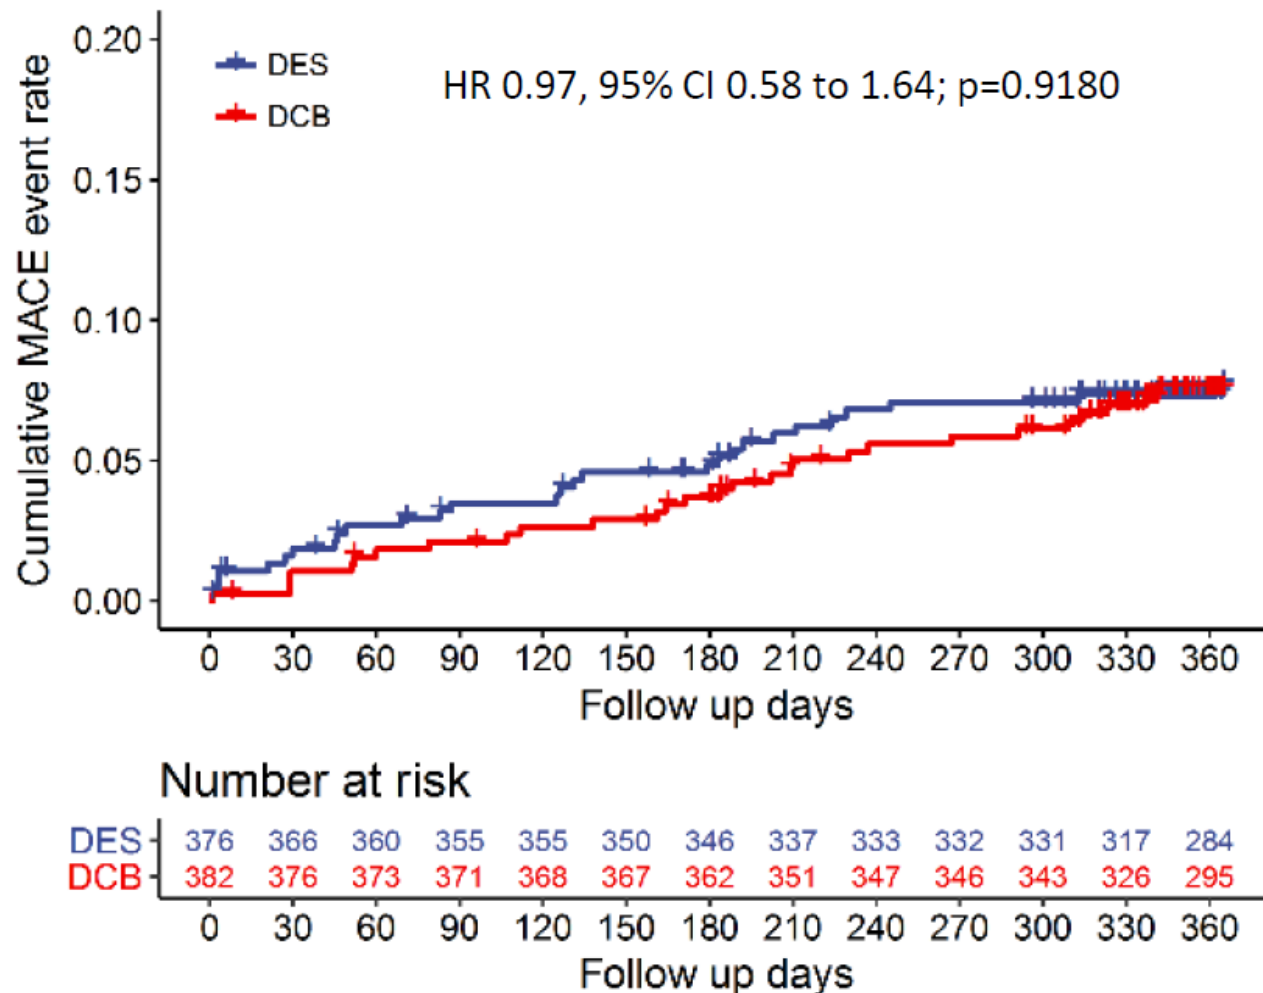 0.20
DES
DCB
HR 0.97, 95% CI 0.58 to 1.64; p=0.9180
0.15
0.10
0.05
0.00
Cumulative MACE event rate
0 30 60 90 120 150 180 210 240 270 300 330 360
Follow up days
Number at risk
DES 376 366 360 355 355 350 346 337 333 332 331 317 284
DCB 382 376 373 371 368 367 362 351 347 346 343 326 295
0 30 60 90 120 150 180 210 240 270 300 330 360
Follow up days